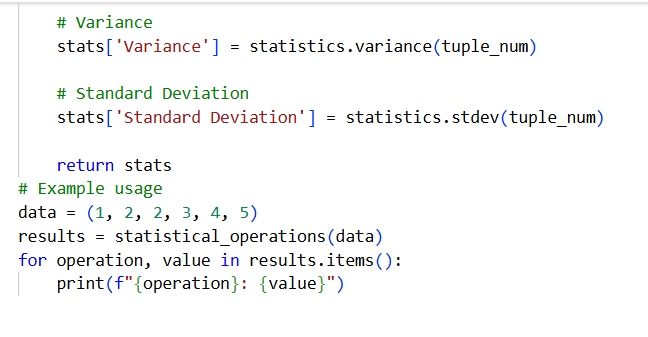 # Variance
stats['Variance'] = statistics.variance(tuple_num)
# Standard Deviation
stats['Standard Deviation'] = statistics.stdev(tuple_num)
return stats
# Example usage
data = (1, 2, 2, 3, 4, 5)
results = statistical_operations(data)
for operation, value in results.items():
print(f"{operation}: {value}")